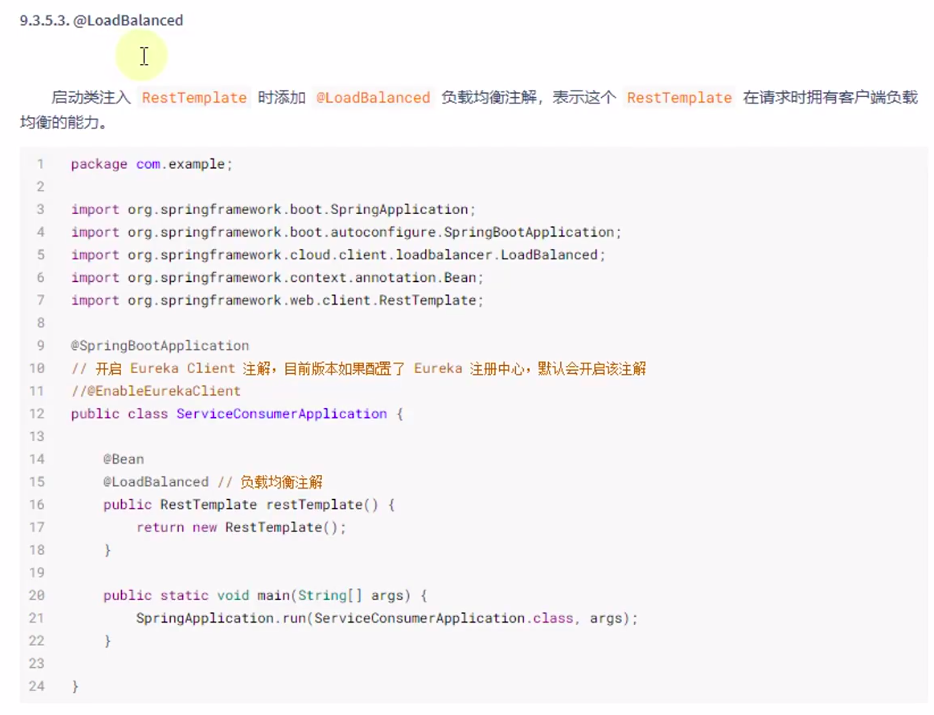 9.3.5.3. @LoadBalanced
启动类注入 RestTemplate 时添加 @LoadBalanced 负载均衡注解，表示这个 RestTemplate 在请求时拥有客户端负载
均衡的能力。
1 package com.example;
2
3 import org.springframework.boot.SpringApplication;
4 import org.springframework.boot.autoconfigure.SpringBootApplication;
5 import org.springframework.cloud.client.loadbalancer.LoadBalanced;
6 import org.springframework.context.annotation.Bean;
7 import org.springframework.web.client.RestTemplate;
8
9 @SpringBootApplication
10 // 开启 Eureka Client 注解，目前版本如果配置了 Eureka 注册中心，默认会开启该注解
11 //@EnableEurekaClient
12 public class ServiceConsumerApplication {
13
14     @Bean
15     @LoadBalanced // 负载均衡注解
16     public RestTemplate restTemplate() {
17         return new RestTemplate();
18     }
19
20     public static void main(String[] args) {
21         SpringApplication.run(ServiceConsumerApplication.class, args);
22     }
23
24 }